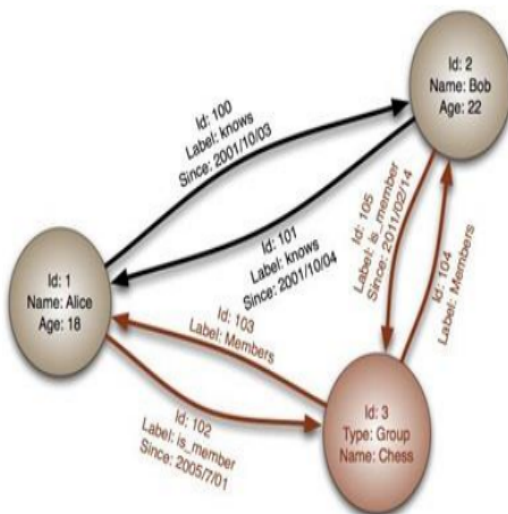 Id: 2
Name: Bob
Age: 22
Id: 100
Label: knows
Since: 2001/10/03
Id: 101
Label: knows
Since: 2001/10/04
Id: 105
Label: is_member
Since: 2011/02/14
Id: 104
Label: Members
Id: 1
Name: Alice
Age: 18
Id: 103
Label: Members
Id: 102
Label: is_member
Since: 2005/7/01
Id: 3
Type: Group
Name: Chess